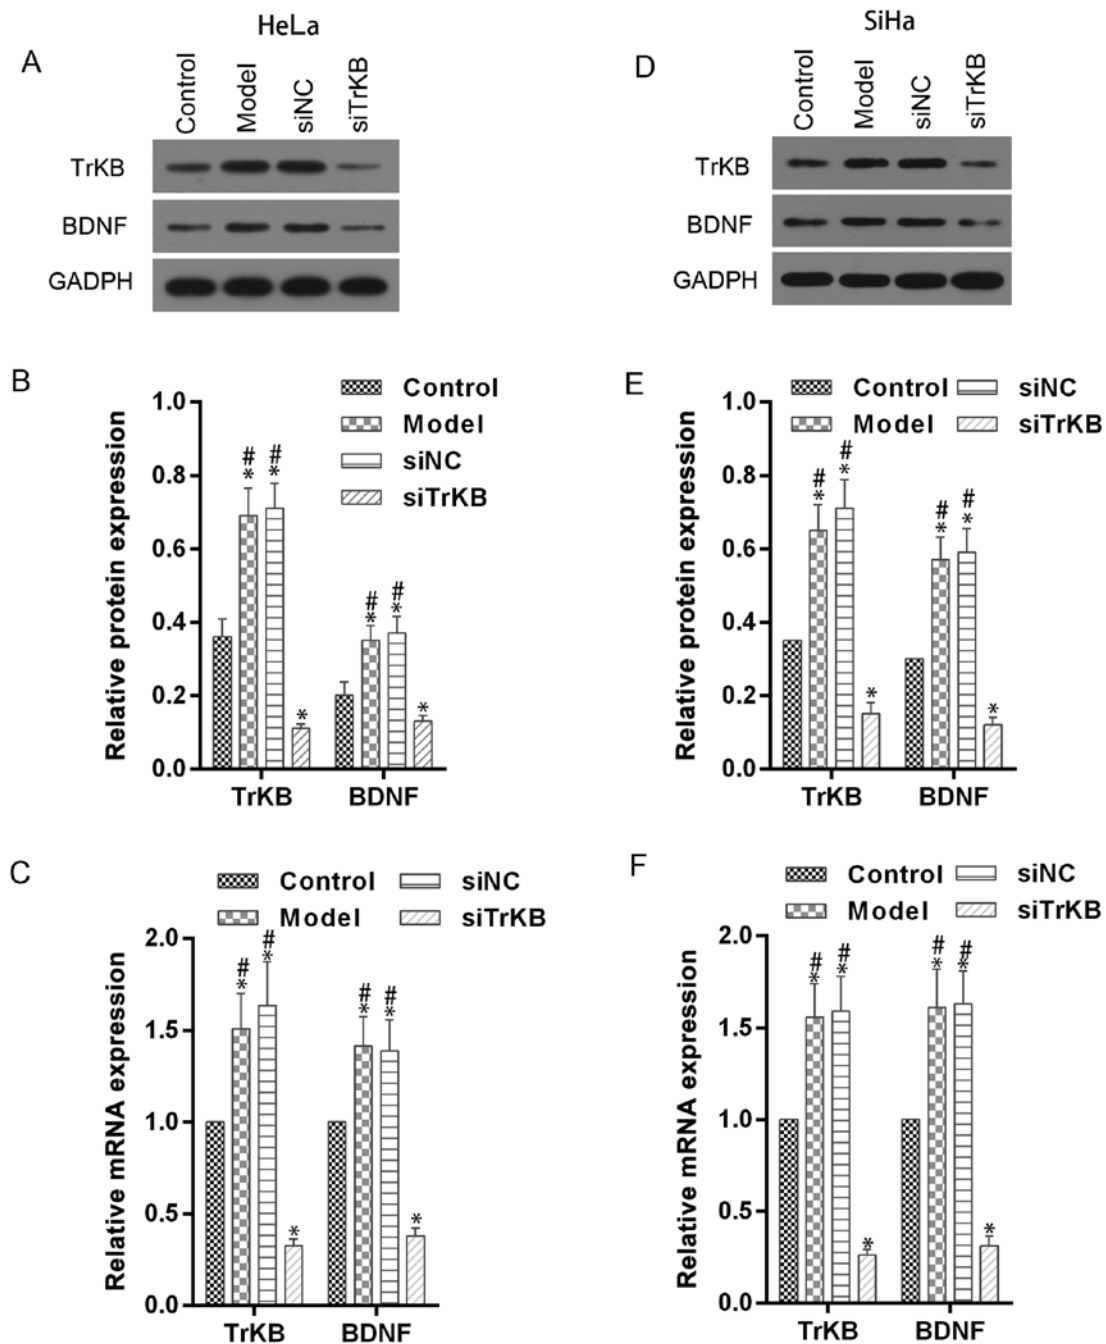 HeLa
A
Control
Model
siNC
siTrKB
TrKB
BDNF
GADPH
SiHa
D
Control
Model
siNC
siTrKB
TrKB
BDNF
GADPH
B
Control
Model
siNC
siTrKB
Relative protein expression
1.0
0.8
0.6
0.4
0.2
0.0
#
*
#
*
*
#
*
#
*
*
TrKB BDNF
E
Control siNC
Model siTrKB
Relative protein expression
1.0
0.8
0.6
0.4
0.2
0.0
#
*
#
*
*
#
*
#
*
*
TrKB BDNF
C
Control siNC
Model siTrKB
Relative mRNA expression
2.0
1.5
1.0
0.5
0.0
#
*
#
*
*
#
*
#
*
*
TrKB BDNF
F
Control siNC
Model siTrKB
Relative mRNA expression
2.0
1.5
1.0
0.5
0.0
#
*
#
*
*
#
*
#
*
*
TrKB BDNF